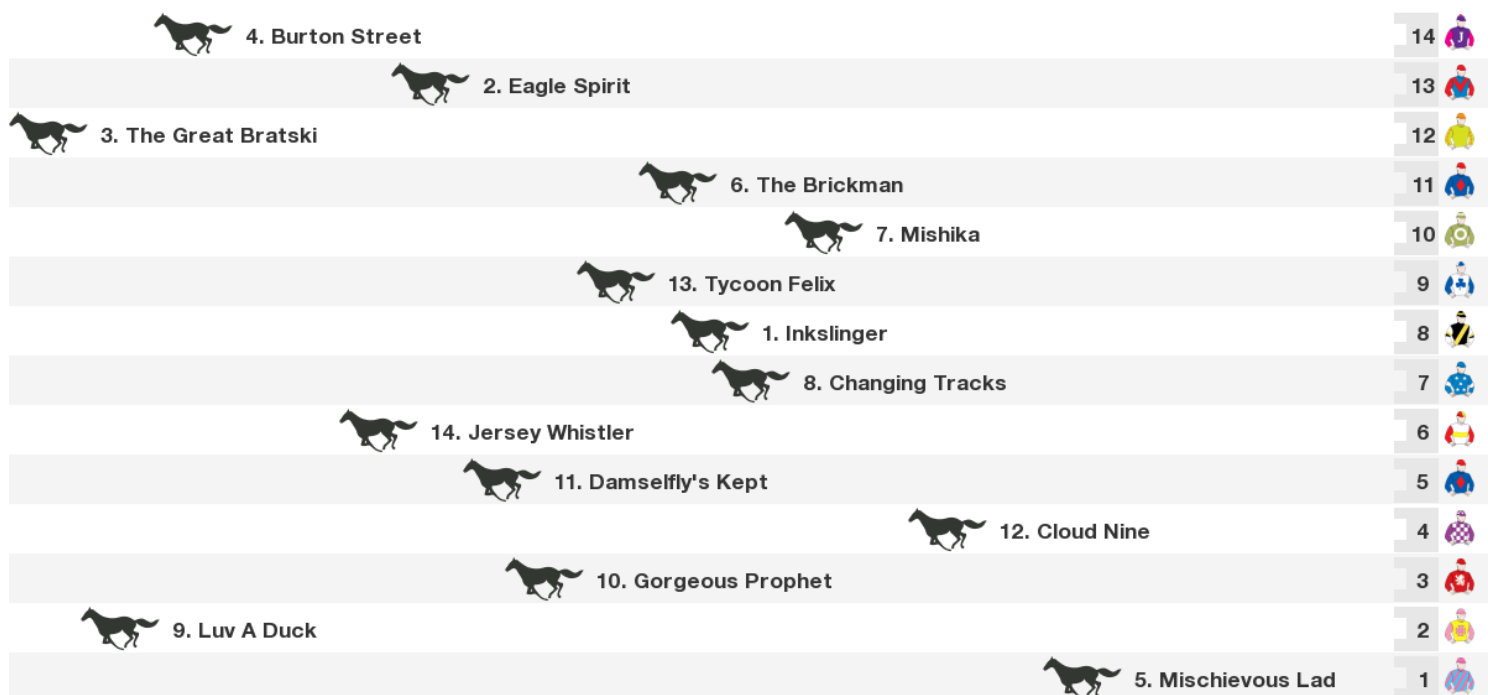 4. Burton Street 14 J
2. Eagle Spirit 13
3. The Great Bratski 12
6. The Brickman 11
7. Mishika 10
13. Tycoon Felix 9
1. Inkslinger 8
8. Changing Tracks 7
14. Jersey Whistler 6
11. Damselfly's Kept 5
12. Cloud Nine 4
10. Gorgeous Prophet 3
9. Luv A Duck 2
5. Mischievous Lad 1